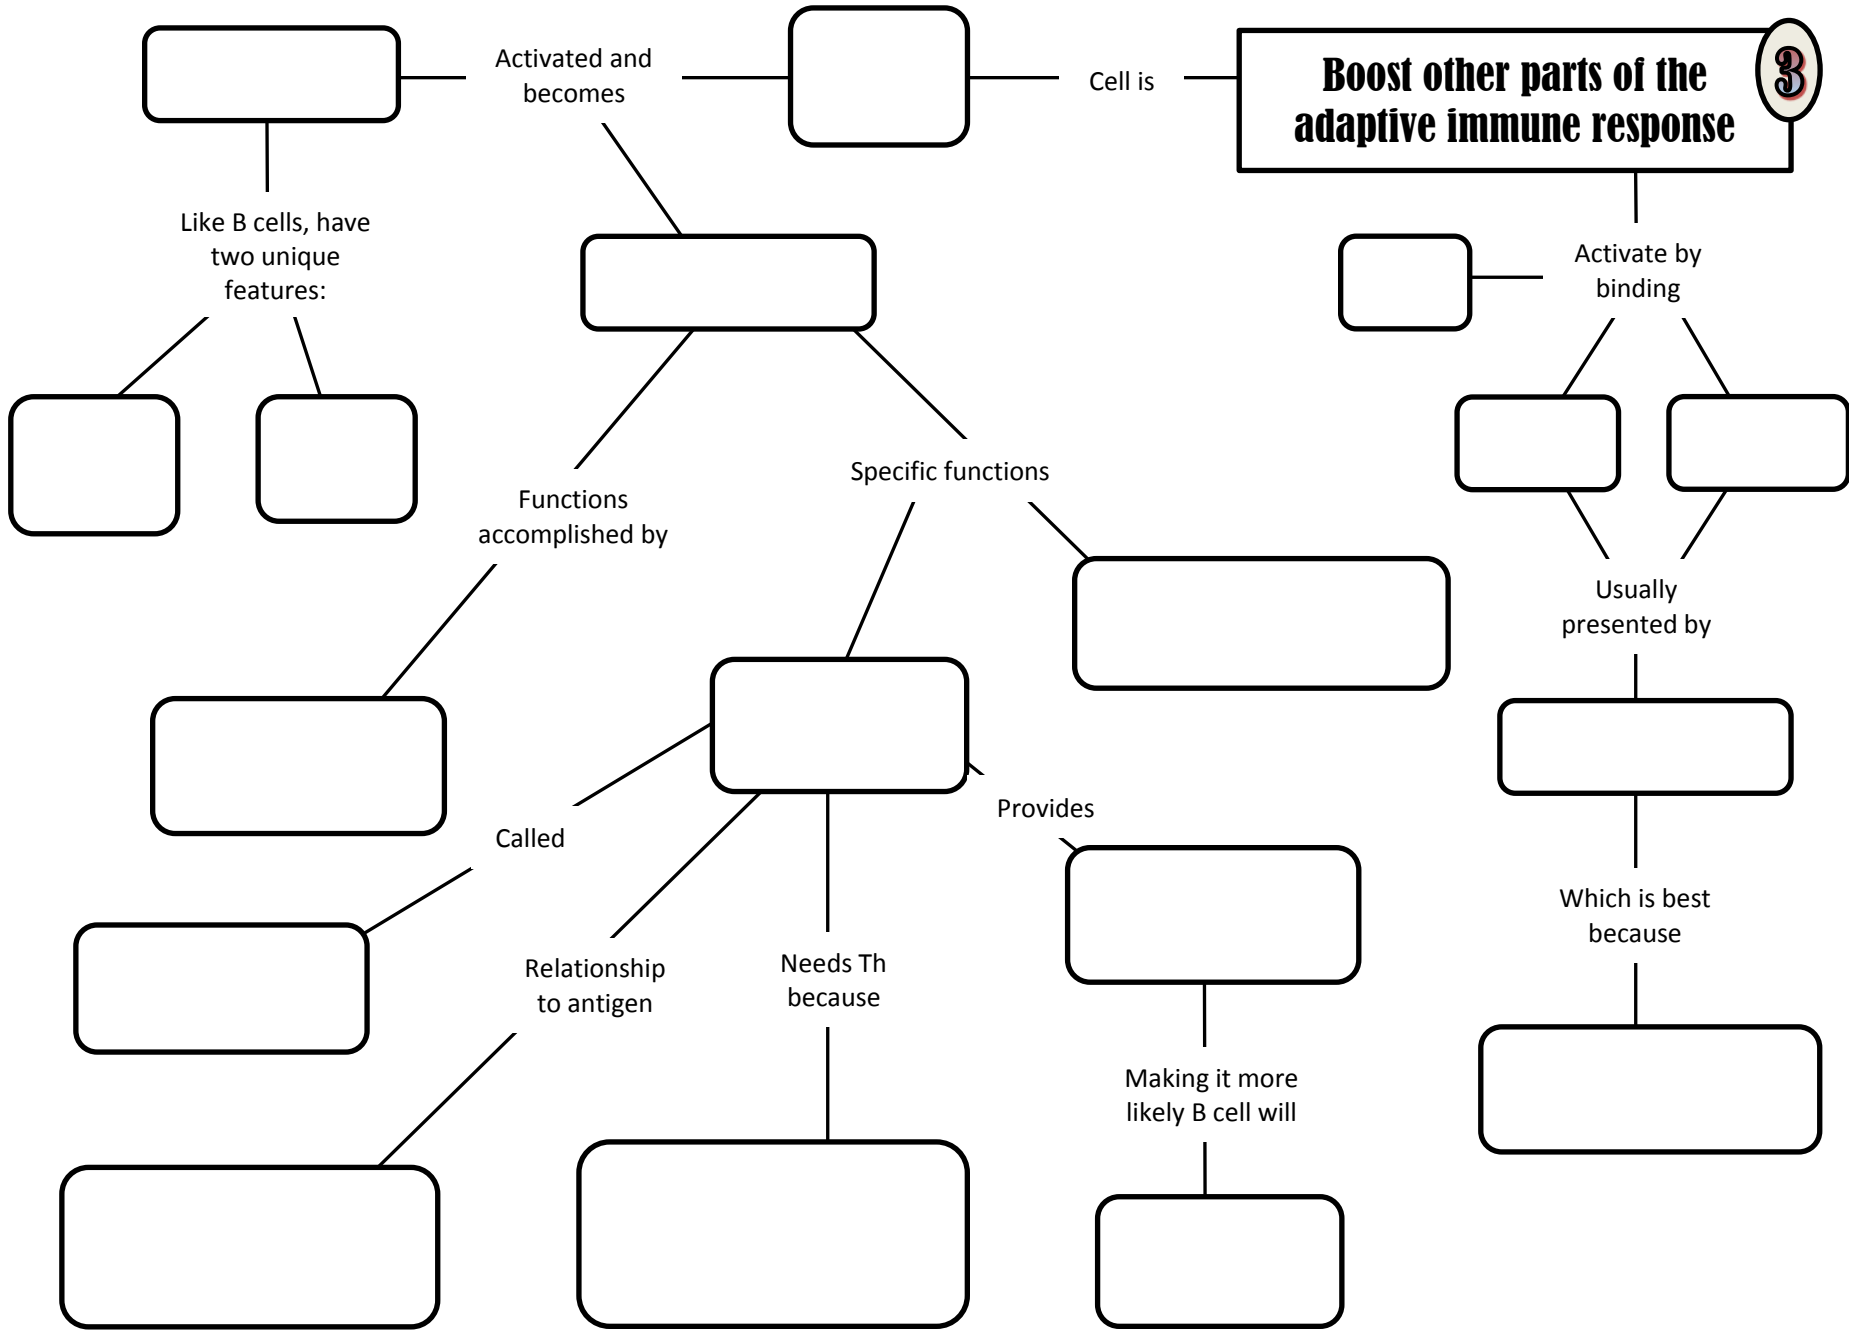 Activated and
becomes
Cell is
Boost other parts of the
adaptive immune response
3
Like B cells, have
two unique
features:
Activate by
binding
Specific functions
Functions
accomplished by
Usually
presented by
Provides
Called
Which is best
because
Relationship
to antigen
Needs Th
because
Making it more
likely B cell will